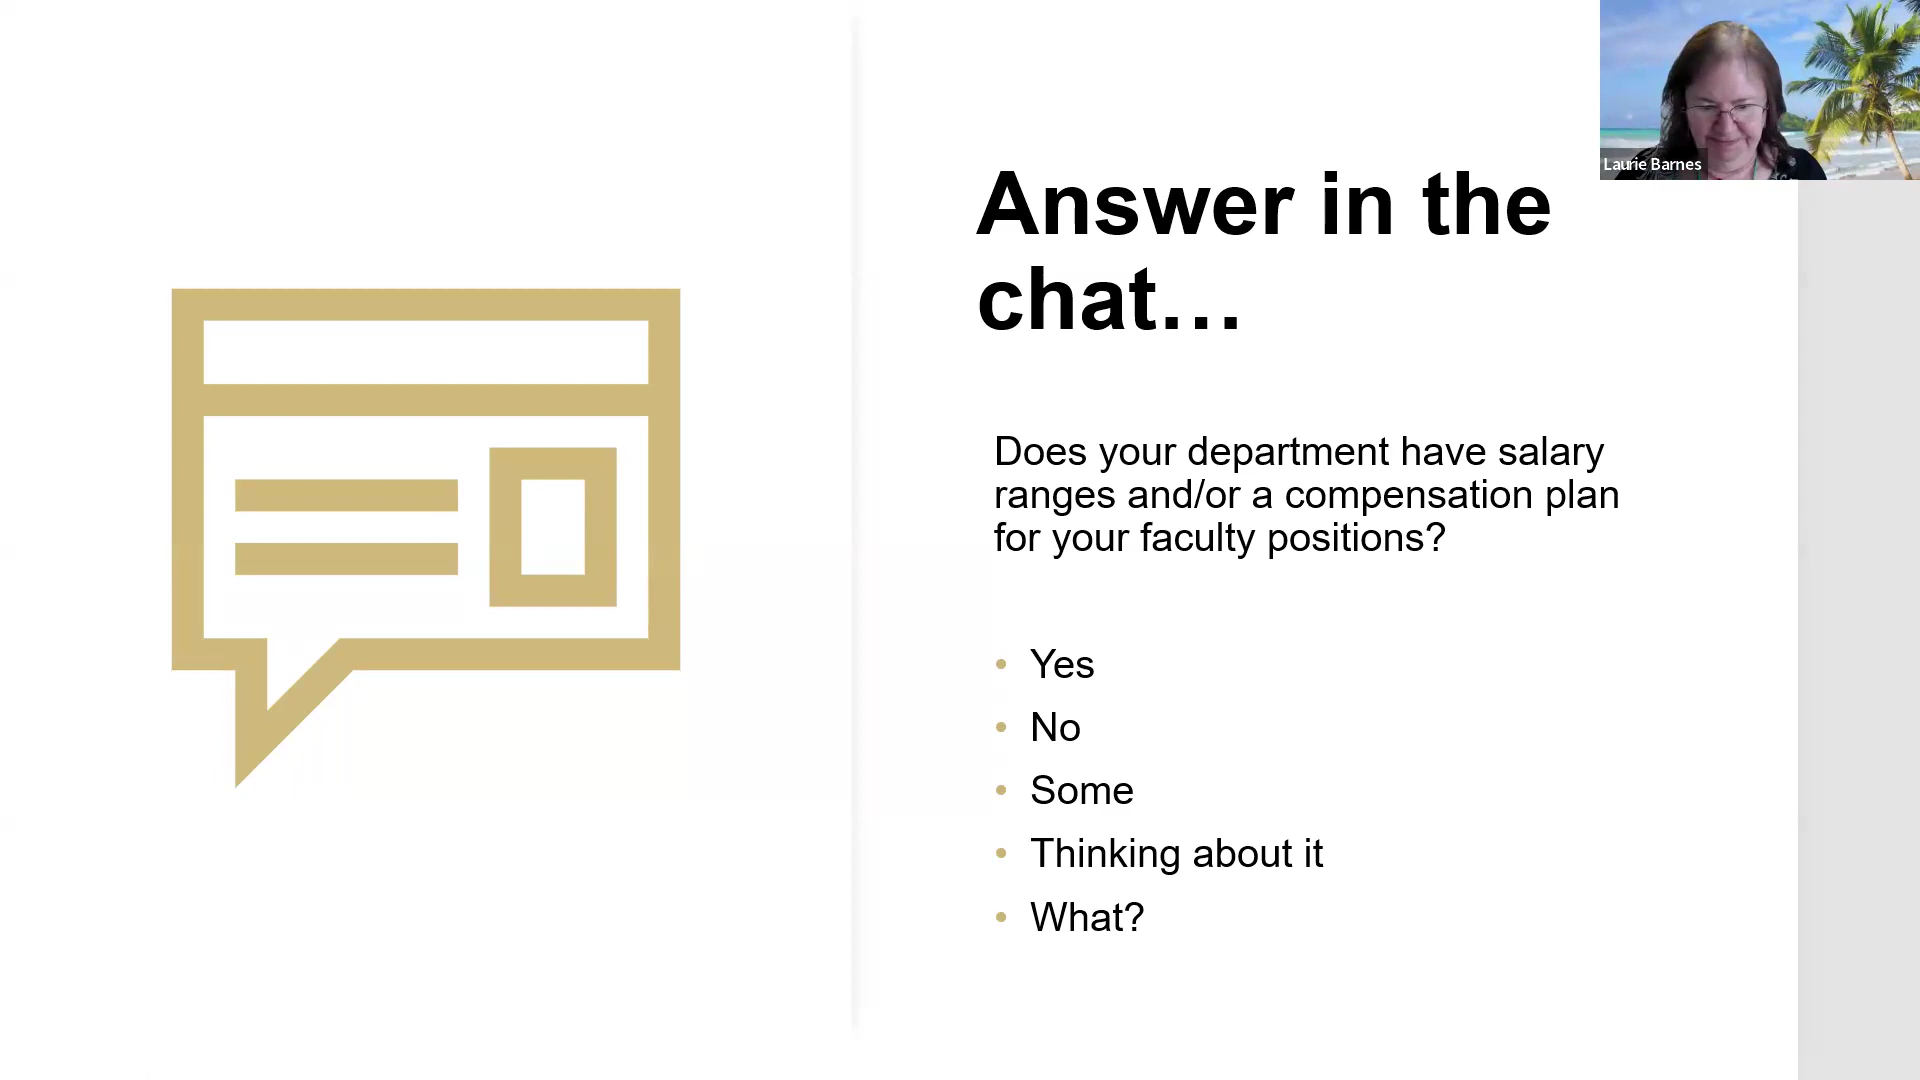 Laurie Barnes
Answer in the
chat…
Does your department have salary
ranges and/or a compensation plan
for your faculty positions?
• Yes
• No
• Some
• Thinking about it
• What?